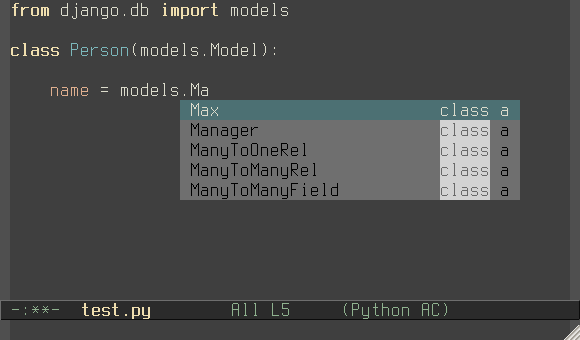 from django.db import models
class Person(models.Model):
name = models.Ma
Max class a
Manager class a
ManyToOneRel class a
ManyToManyRel class a
ManyToManyField class a
-:**- test.py All L5 (Python AC)